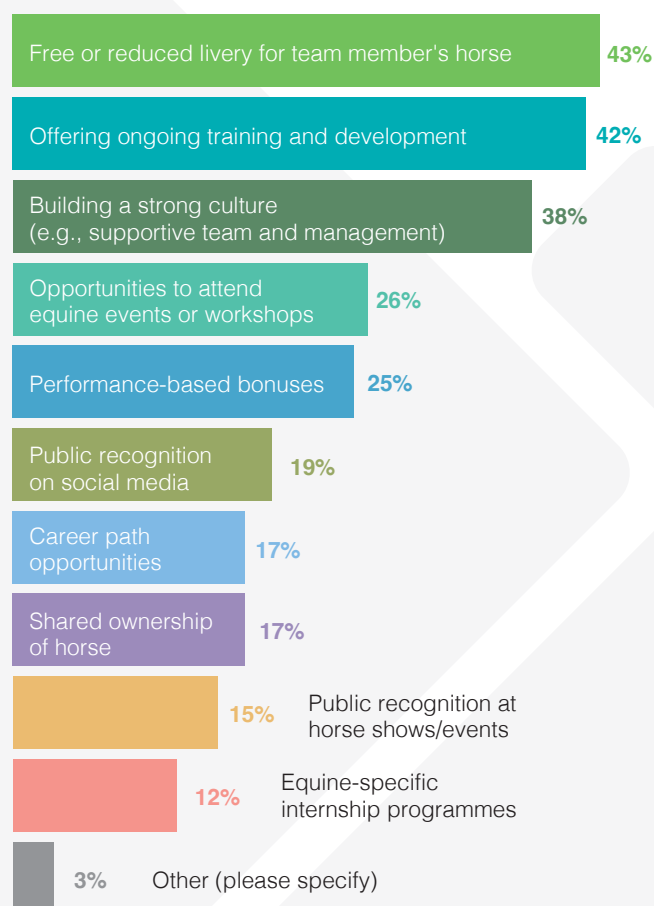 Free or reduced livery for team member's horse 43%
Offering ongoing training and development 42%
Building a strong culture
(e.g., supportive team and management) 38%
Opportunities to attend
equine events or workshops 26%
Performance-based bonuses 25%
Public recognition
on social media 19%
Career path
opportunities 17%
Shared ownership
of horse 17%
15% Public recognition at
horse shows/events
12% Equine-specific
internship programmes
3% Other (please specify)